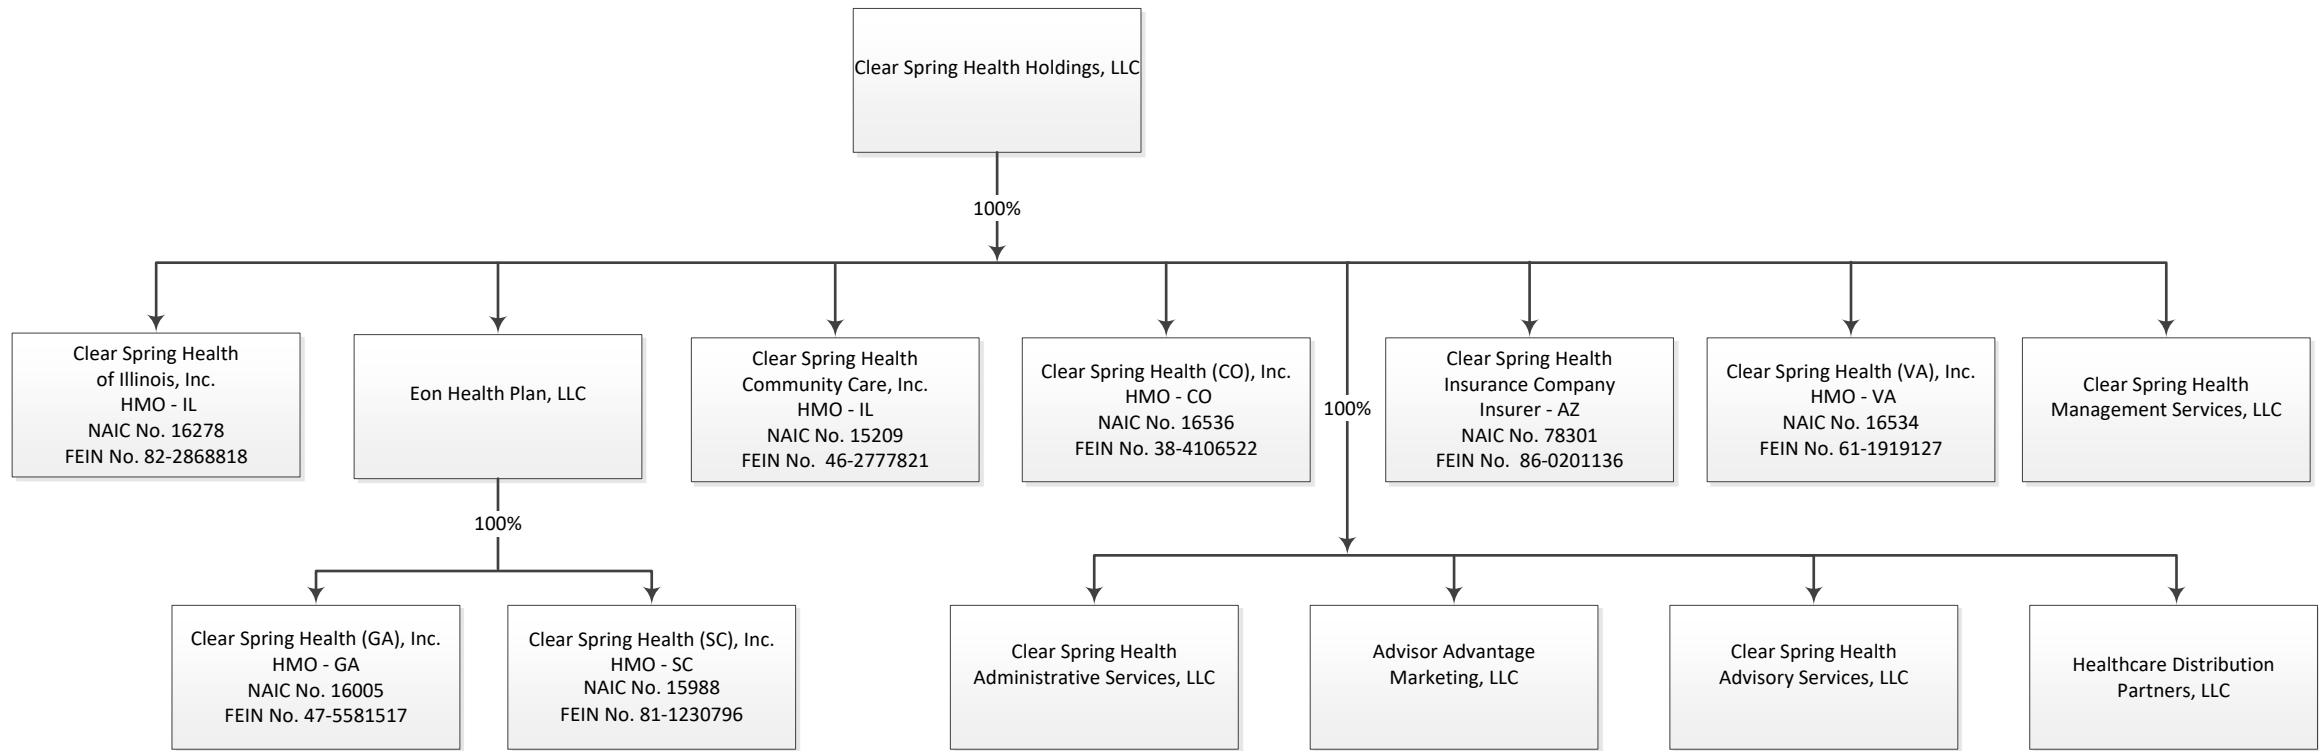 Clear Spring Health Holdings, LLC
100%
Clear Spring Health
of Illinois, Inc.
HMO - IL
NAIC No. 16278
FEIN No. 82-2868818
Eon Health Plan, LLC
Clear Spring Health
Community Care, Inc.
HMO - IL
NAIC No. 15209
FEIN No.  46-2777821
Clear Spring Health (CO), Inc.
HMO - CO
NAIC No. 16536
FEIN No. 38-4106522
100%
Clear Spring Health
Insurance Company
Insurer - AZ
NAIC No. 78301
FEIN No.  86-0201136
Clear Spring Health (VA), Inc.
HMO - VA
NAIC No. 16534
FEIN No. 61-1919127
Clear Spring Health
Management Services, LLC
100%
Clear Spring Health (GA), Inc.
HMO - GA
NAIC No. 16005
FEIN No. 47-5581517
Clear Spring Health (SC), Inc.
HMO - SC
NAIC No. 15988
FEIN No. 81-1230796
Clear Spring Health
Administrative Services, LLC
Advisor Advantage
Marketing, LLC
Clear Spring Health
Advisory Services, LLC
Healthcare Distribution
Partners, LLC